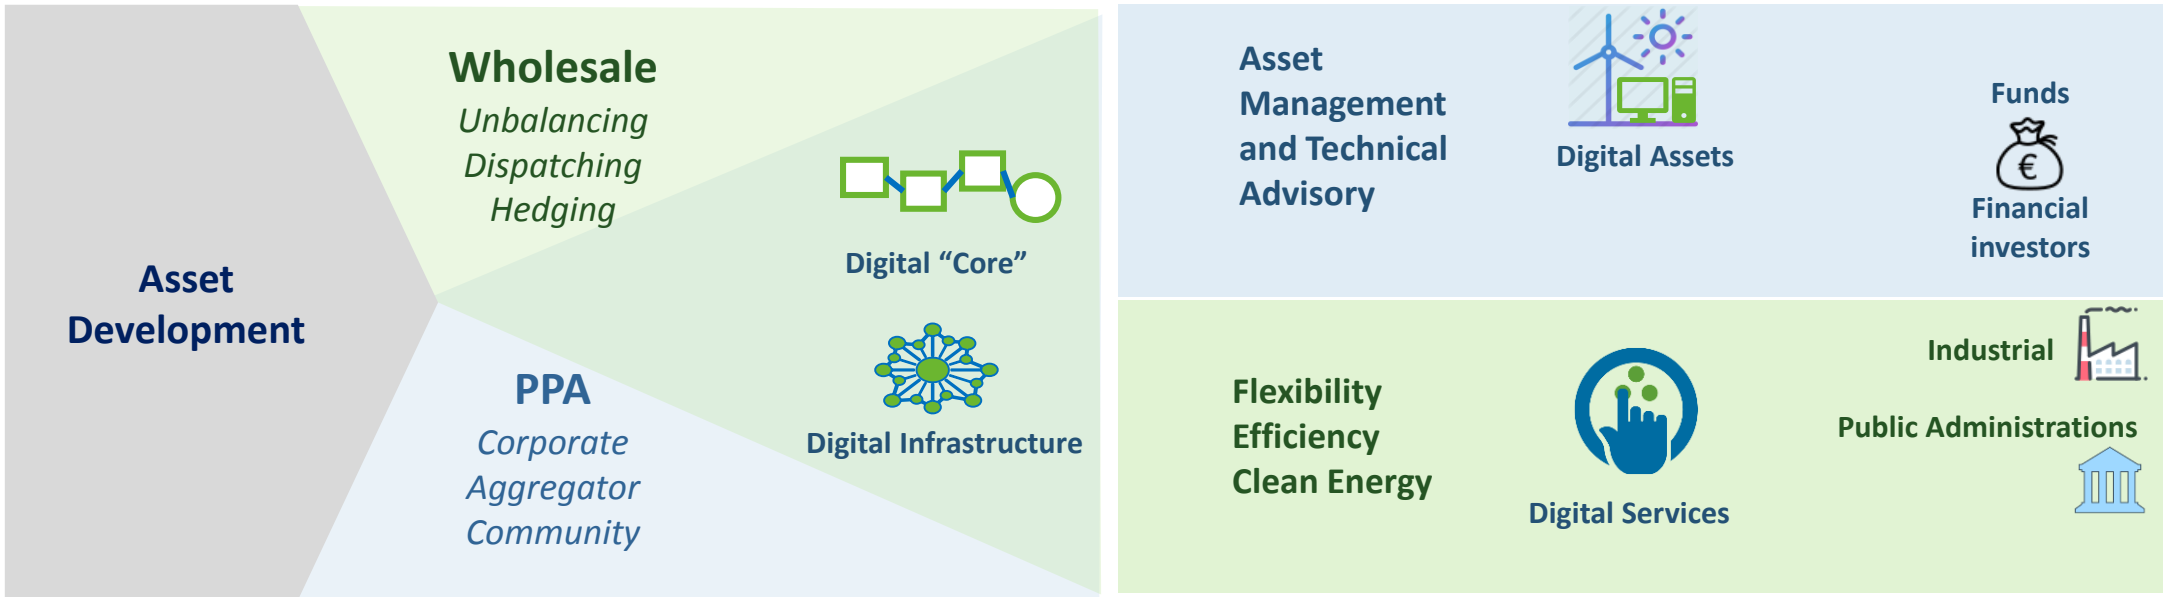 Asset
Development
Wholesale
Unbalancing
Dispatching
Hedging
PPA
Corporate
Aggregator
Community
Digital “Core”
Digital Infrastructure
Asset
Management
and Technical
Advisory
Digital Assets
Funds
€
Financial
investors
Flexibility
Efficiency
Clean Energy
Digital Services
Industrial
Public Administrations